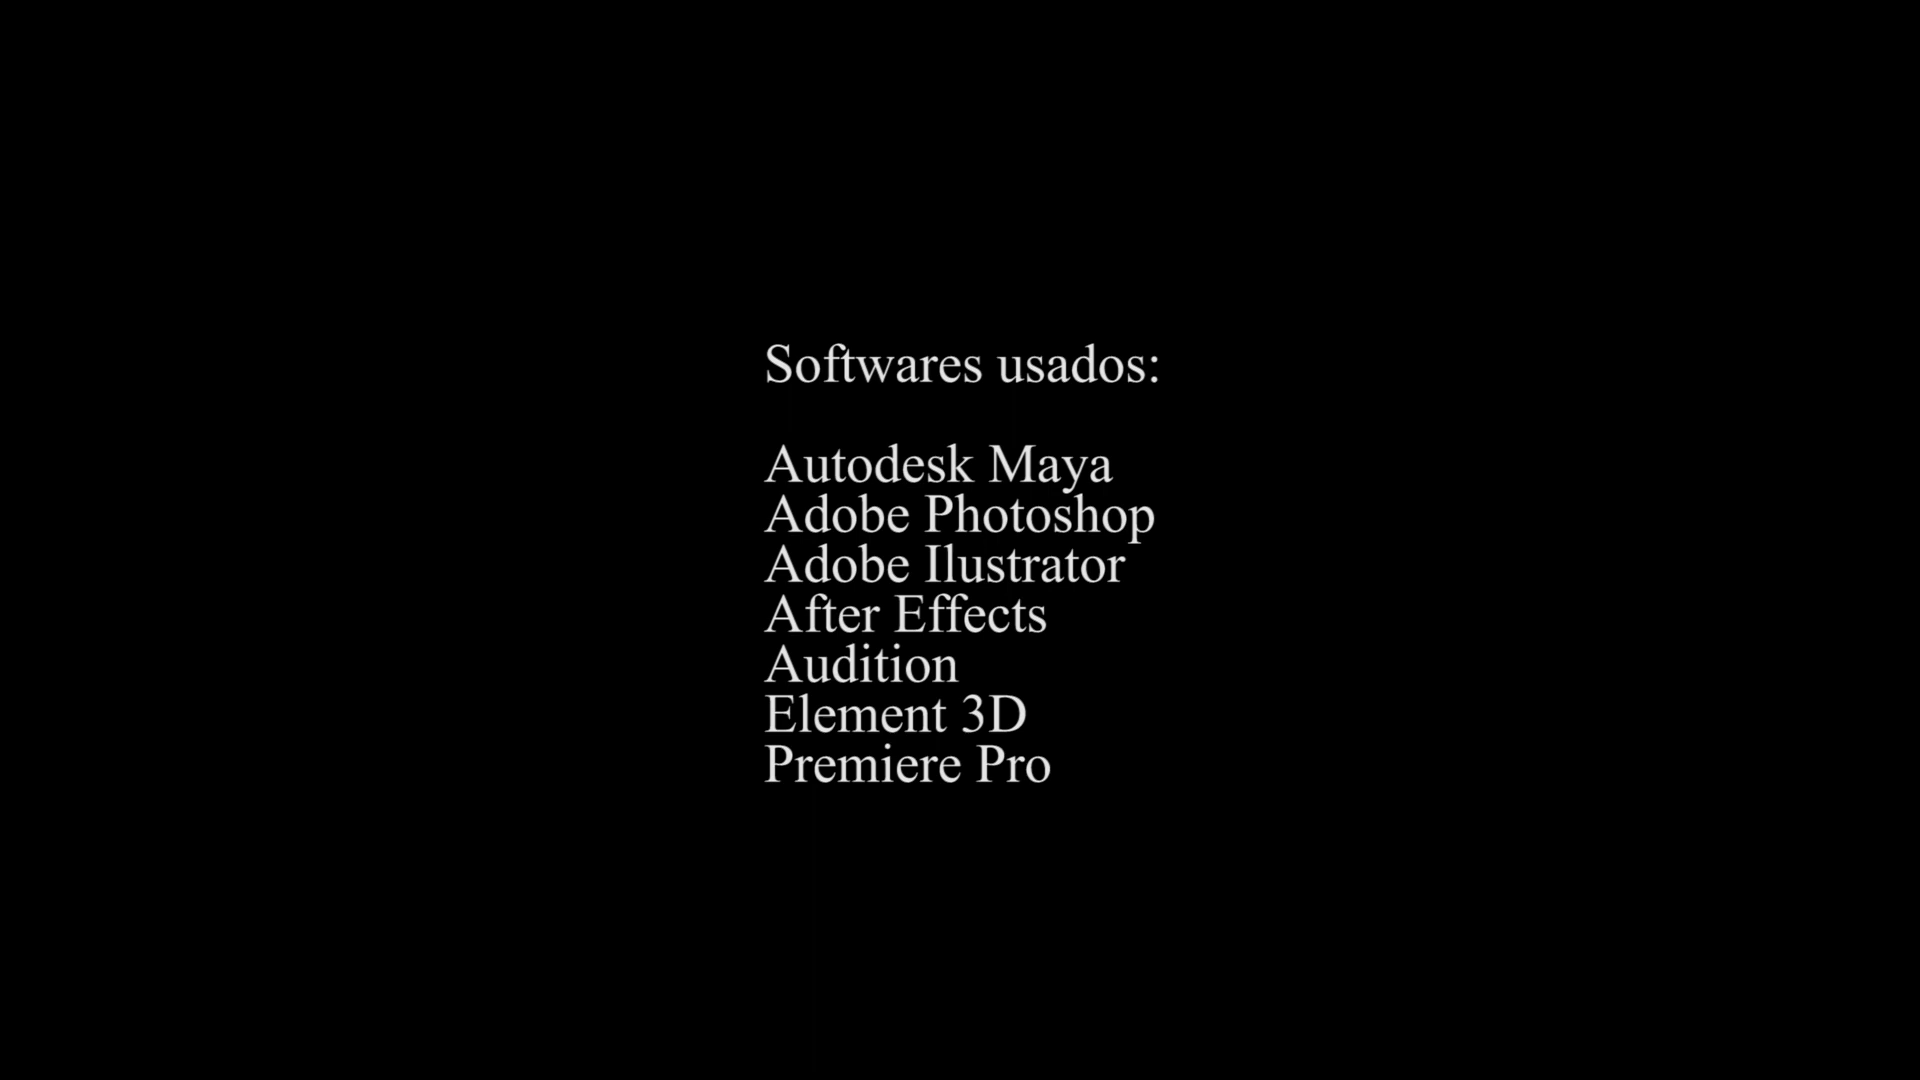 Softwares usados:
Autodesk Maya
Adobe Photoshop
Adobe Ilustrator
After Effects
Audition
Element 3D
Premiere Pro